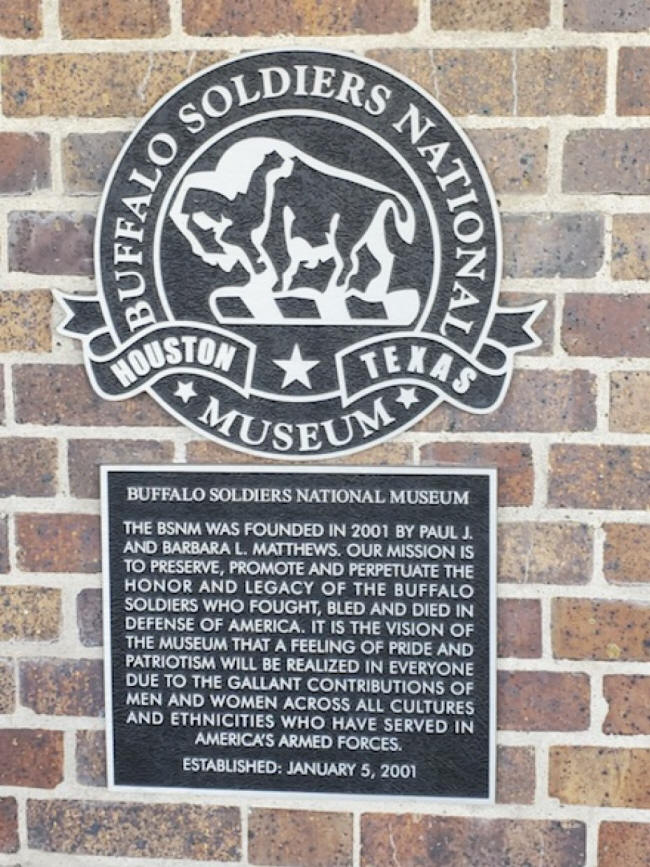 BUFFALO SOLDIERS NATIONAL
HOUSTON TEXAS
MUSEUM
BUFFALO SOLDIERS NATIONAL MUSEUM
THE BSNM WAS FOUNDED IN 2001 BY PAUL J.
AND BARBARA L. MATTHEWS. OUR MISSION IS
TO PRESERVE, PROMOTE AND PERPETUATE THE
HONOR AND LEGACY OF THE BUFFALO
SOLDIERS WHO FOUGHT, BLED AND DIED IN
DEFENSE OF AMERICA. IT IS THE VISION OF
THE MUSEUM THAT A FEELING OF PRIDE AND
PATRIOTISM WILL BE REALIZED IN EVERYONE
DUE TO THE GALLANT CONTRIBUTIONS OF
MEN AND WOMEN ACROSS ALL CULTURES
AND ETHNICITIES WHO HAVE SERVED IN
AMERICA'S ARMED FORCES.
ESTABLISHED: JANUARY 5, 2001